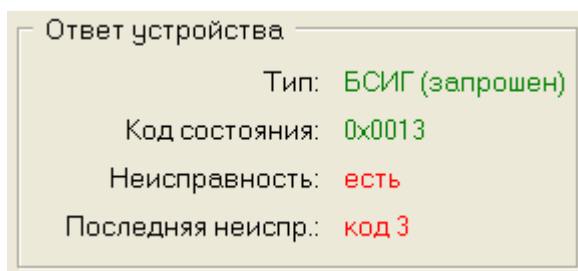 Ответ устройства
Тип: БСИГ (запрошен)
Код состояния: 0x0013
Неисправность: есть
Последняя неиспр.: код 3